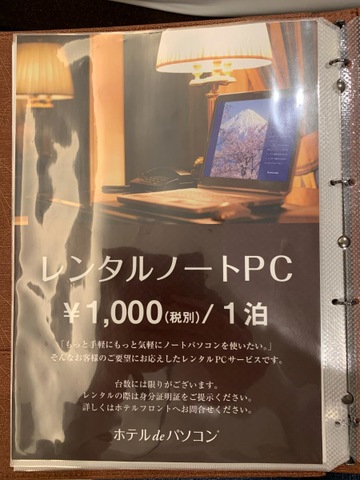 レンタルノートPC
¥1,000(税別)/1泊
「もっと手軽にもっと気軽にノートパソコンを使いたい。」
そんなお客様のご要望にお応えしたレンタルPCサービスです。
台数には限りがございます。
レンタルの際は身分証明証をご提示ください。
詳しくはホテルフロントへお問合せください。
ホテルdeパソコン®